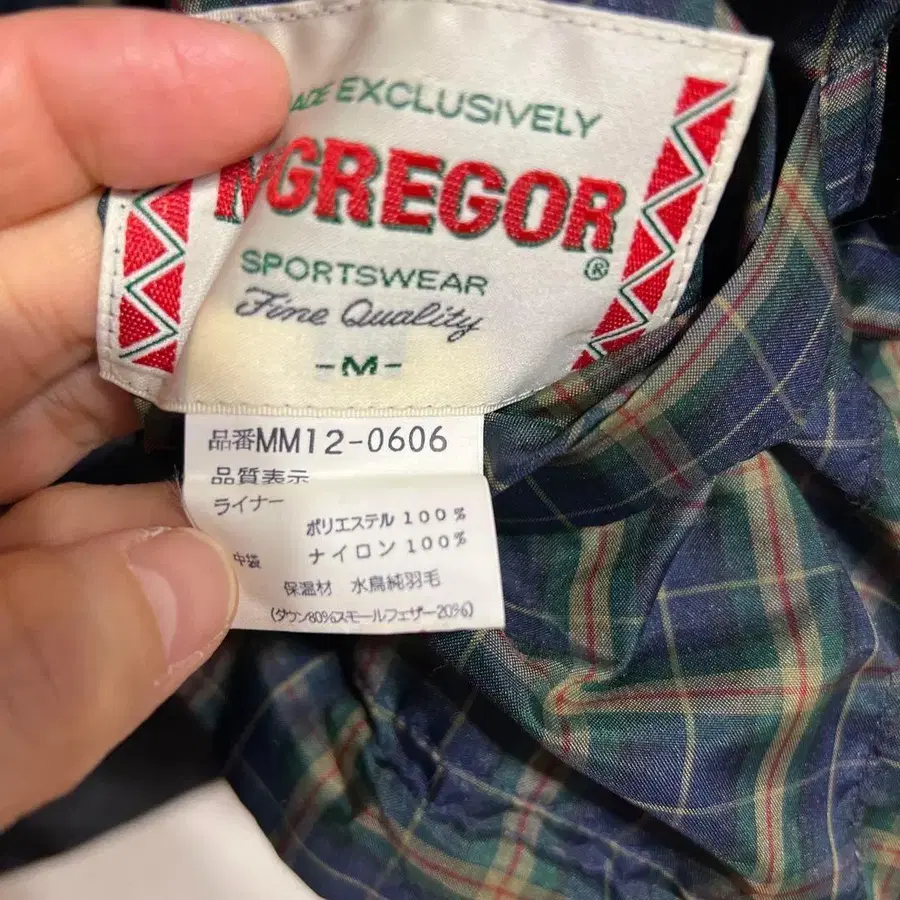 EXCLUSIVELY
McGREGOR
®
SPORTSWEAR
Fine Quality
-M-
品番MM12-0606
品質表示
ライナー
ポリエステル 100%
中袋 ナイロン 100%
保温材 水鳥純羽毛
(ダウン80%スモールフェザー20%)